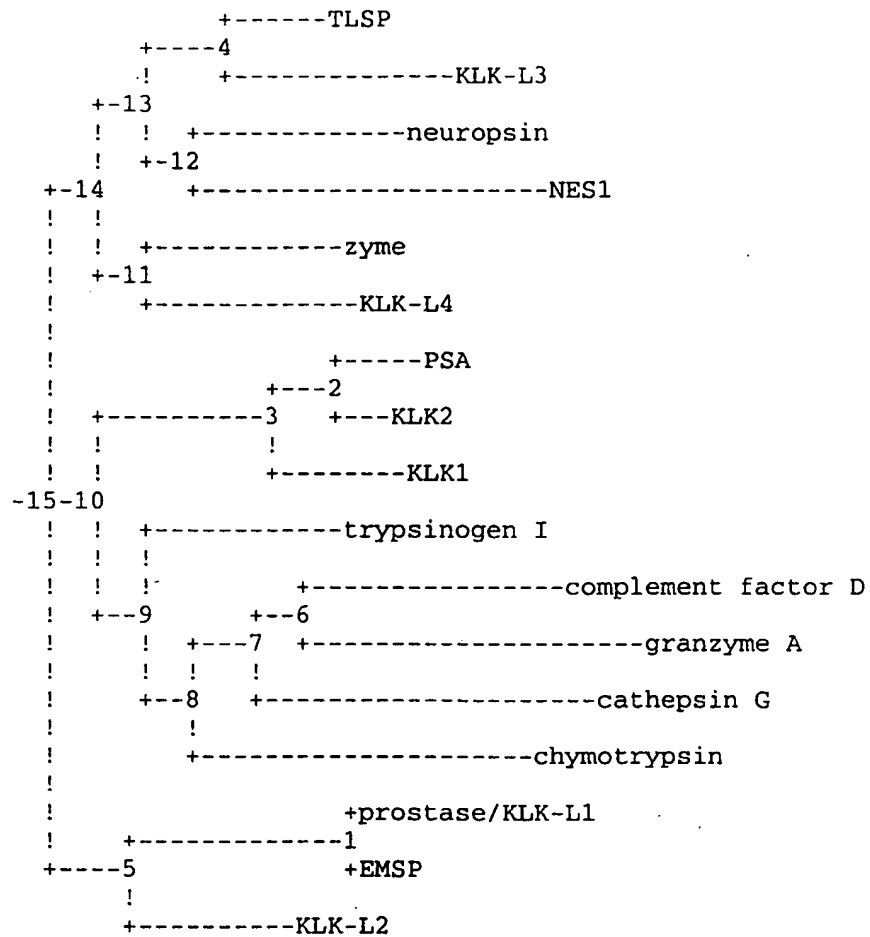 +------TLSP
+----4
! +--------------KLK-L3
+-13
! ! +-------------neuropsin
! +-12
+-14 +---------------------NES1
! !
! ! +------------zyme
! +-11
! +-------------KLK-L4
!
! +-----PSA
! +---2
! +----------3 +---KLK2
! ! !
! ! +--------KLK1
-15-10
! ! +------------trypsinogen I
! ! !
! ! ! +----------------complement factor D
! +--9 +--6
! ! +---7 +---------------------granzyme A
! ! ! !
! +--8 +---------------------cathepsin G
! !
! +---------------------chymotrypsin
!
! +prostase/KLK-L1
! +-------------1
+----5 +EMSP
!
+----------KLK-L2